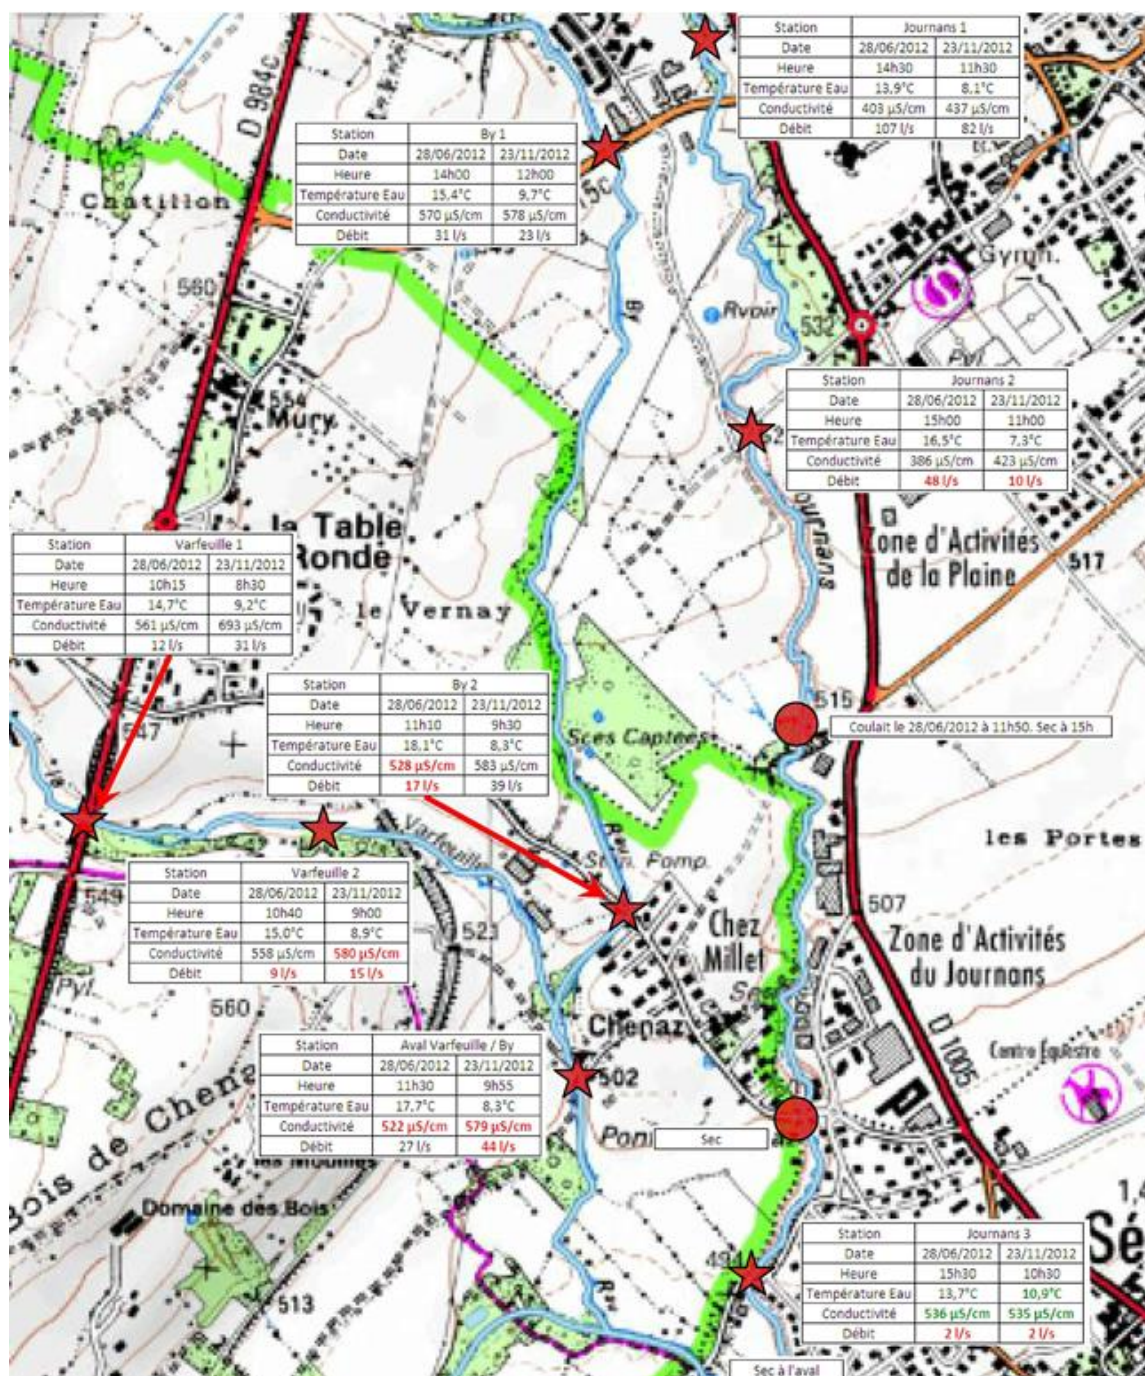 Station Journans 1
Date 28/06/2012 23/11/2012
Heure 14h30 11h30
Température Eau 13,9°C 8,1°C
Conductivité 403 µS/cm 437 µS/cm
Débit 107 l/s 82 l/s
D 984c
Station By 1
Date 28/06/2012 23/11/2012
Heure 14h00 12h00
Température Eau 15,4°C 9,7°C
Conductivité 570 µS/cm 578 µS/cm
Débit 31 l/s 23 l/s
15c
Chatillon
Gymn.
560
By
Rvoir
532
Pyl
Station Journans 2
Date 28/06/2012 23/11/2012
Heure 15h00 11h00
Température Eau 16,5°C 7,3°C
Conductivité 386 µS/cm 423 µS/cm
Débit 48 l/s 10 l/s
554
Mury
la Table
Ronde
ournans
Zone d'Activités
de la Plaine
517
Station Varfeuille 1
Date 28/06/2012 23/11/2012
Heure 10h15 8h30
Température Eau 14,7°C 9,2°C
Conductivité 561 µS/cm 693 µS/cm
Débit 12 l/s 31 l/s
le Vernay
Station By 2
Date 28/06/2012 23/11/2012
Heure 11h10 9h30
Température Eau 18,1°C 8,3°C
Conductivité 528 µS/cm 583 µS/cm
Débit 17 l/s 39 l/s
515
Coulait le 28/06/2012 à 11h50. Sec à 15h
547
Sces Captées
Varfeuille
les Portes
Stín. Pomp.
549
Station Varfeuille 2
Date 28/06/2012 23/11/2012
Heure 10h40 9h00
Température Eau 15,0°C 8,9°C
Conductivité 558 µS/cm 580 µS/cm
Débit 9 l/s 15 l/s
507
521
Chez
Millet
Zone d'Activités
du Journans
Pyl.
560
Chenaz
D 1005
Centre Équestre
Station Aval Varfeuille / By
Date 28/06/2012 23/11/2012
Heure 11h30 9h55
Température Eau 17,7°C 8,3°C
Conductivité 522 µS/cm 579 µS/cm
Débit 27 l/s 44 l/s
502
Sec
Bois de Chen
Domaine des Bois
513
494
Station Journans 3
Date 28/06/2012 23/11/2012
Heure 15h30 10h30
Température Eau 13,7°C 10,9°C
Conductivité 536 µS/cm 535 µS/cm
Débit 2 l/s 2 l/s
Sé
Sec à l'aval